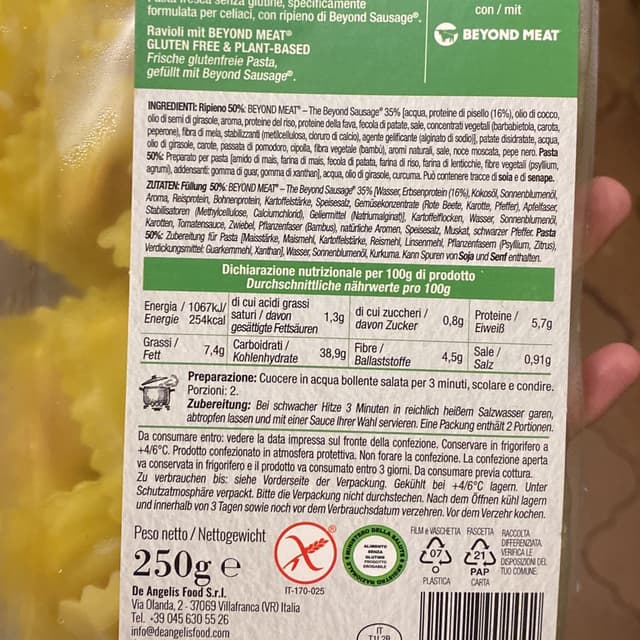 Pasta fresca senza glutine, specificamente
formulata per celiaci, con ripieno di Beyond Sausage®.
Ravioli mit BEYOND MEAT®
GLUTEN FREE & PLANT-BASED
Frische glutenfreie Pasta,
gefüllt mit Beyond Sausage®.
con / mit
BEYOND MEAT
INGREDIENTI: Ripieno 50%: BEYOND MEAT® – The Beyond Sausage® 35% [acqua, proteine di pisello (16%), olio di cocco,
olio di semi di girasole, aroma, proteine del riso, proteine della fava, fecola di patate, sale, concentrati vegetali (barbabietola, carota,
peperone), fibra di mela, stabilizzanti (metilcellulosa, cloruro di calcio), agente gelificante (alginato di sodio)], patate disidratate, acqua,
olio di girasole, carote, passata di pomodoro, cipolla, fibra vegetale (bambù), aromi naturali, sale, noce moscata, pepe nero. Pasta
50%: Preparato per pasta [amido di mais, farina di mais, fecola di patata, farina di riso, farina di lenticchie, fibre vegetali (psyllium,
agrumi), addensanti: gomma di guar, gomma di xanthan], acqua, olio di girasole, curcuma. Può contenere tracce di soia e di senape.
ZUTATEN: Füllung 50%: BEYOND MEAT® - The Beyond Sausage® 35% [Wasser, Erbsenprotein (16%), Kokosöl, Sonnenblumenöl,
Aroma, Reisprotein, Bohnenprotein, Kartoffelstärke, Speisesalz, Gemüsekonzentrate (Rote Beete, Karotte, Pfeffer), Apfelfaser,
Stabilisatoren (Methylcellulose, Calciumchlorid), Geliermittel (Natriumalginat)], Kartoffelflocken, Wasser, Sonnenblumenöl,
Karotten, Tomatensauce, Zwiebel, Pflanzenfaser (Bambus), natürliche Aromen, Speisesalz, Muskat, schwarzer Pfeffer. Pasta
50%: Zubereitung für Pasta [Maisstärke, Maismehl, Kartoffelstärke, Reismehl, Linsenmehl, Pflanzenfasern (Psyllium, Zitrus),
Verdickungsmittel: Guarkernmehl, Xanthan], Wasser, Sonnenblumenöl, Kurkuma. Kann Spuren von Soja und Senf enthalten.
Dichiarazione nutrizionale per 100g di prodotto
Durchschnittliche nährwerte pro 100g
Energia / 1067kJ/
Energie 254kcal
di cui acidi grassi
saturi / davon 1,3g
gesättigte Fettsäuren
di cui zuccheri / 0,8g
davon Zucker
Proteine / 5,7g
Eiweiß
Grassi / 7,4g
Fett
Carboidrati / 38,9g
Kohlenhydrate
Fibre / 4,5g
Ballaststoffe
Sale / 0,91g
Salz
Preparazione: Cuocere in acqua bollente salata per 3 minuti, scolare e condire.
Porzioni: 2.
Zubereitung: Bei schwacher Hitze 3 Minuten in reichlich heißem Salzwasser garen,
abtropfen lassen und mit einer Sauce Ihrer Wahl servieren. Eine Packung enthält 2 Portionen.
Da consumare entro: vedere la data impressa sul fronte della confezione. Conservare in frigorifero a
+4/6°C. Prodotto confezionato in atmosfera protettiva. Non forare la confezione. La confezione aperta
va conservata in frigorifero e il prodotto va consumato entro 3 giorni. Da consumare previa cottura.
Zu verbrauchen bis: siehe Vorderseite der Verpackung. Gekühlt bei +4/6°C lagern. Unter
Schutzatmosphäre verpackt. Bitte die Verpackung nicht durchstechen. Nach dem Öffnen kühl lagern
und innerhalb von 3 Tagen sowie noch vor dem Verbrauchsdatum verzehren. Vor dem Verzehr kochen.
Peso netto / Nettogewicht
250g e
De Angelis Food S.r.l.
Via Olanda, 2 - 37069 Villafranca (VR) Italia
Tel. +39 045 630 55 26
info@deangelisfood.com
IT-170-025
MINISTERO DELLA SALUTE
ALIMENTO
SENZA
GLUTINE
PRODOTTO
EROGABILE
FILM e VASCHETTA
07
O
PLASTICA
FASCETTA
21
PAP
CARTA
RACCOLTA
DIFFERENZIATA.
VERIFICA LE
DISPOSIZIONI DEL
TUO COMUNE.
IT